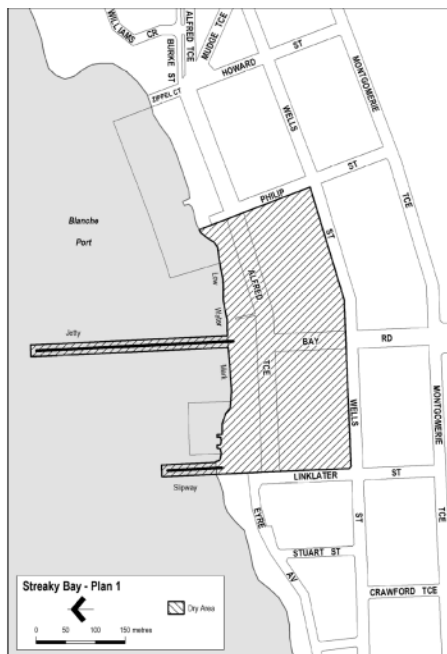 WILLIAMS CR
BURKE ST
ALFRED TCE
MUDGE TCE
HOWARD ST
ZIPPEL CT
WELLS ST
MONTGOMERIE TCE
PHILIP ST
Blanche
Port
Low Water Mark
ALFRED TCE
Jetty
BAY RD
WELLS ST
MONTGOMERIE TCE
LINKLATER ST
Slipway
EYRE AV
STUART ST
CRAWFORD TCE
Streaky Bay - Plan 1
Dry Area
0 50 100 150 metres